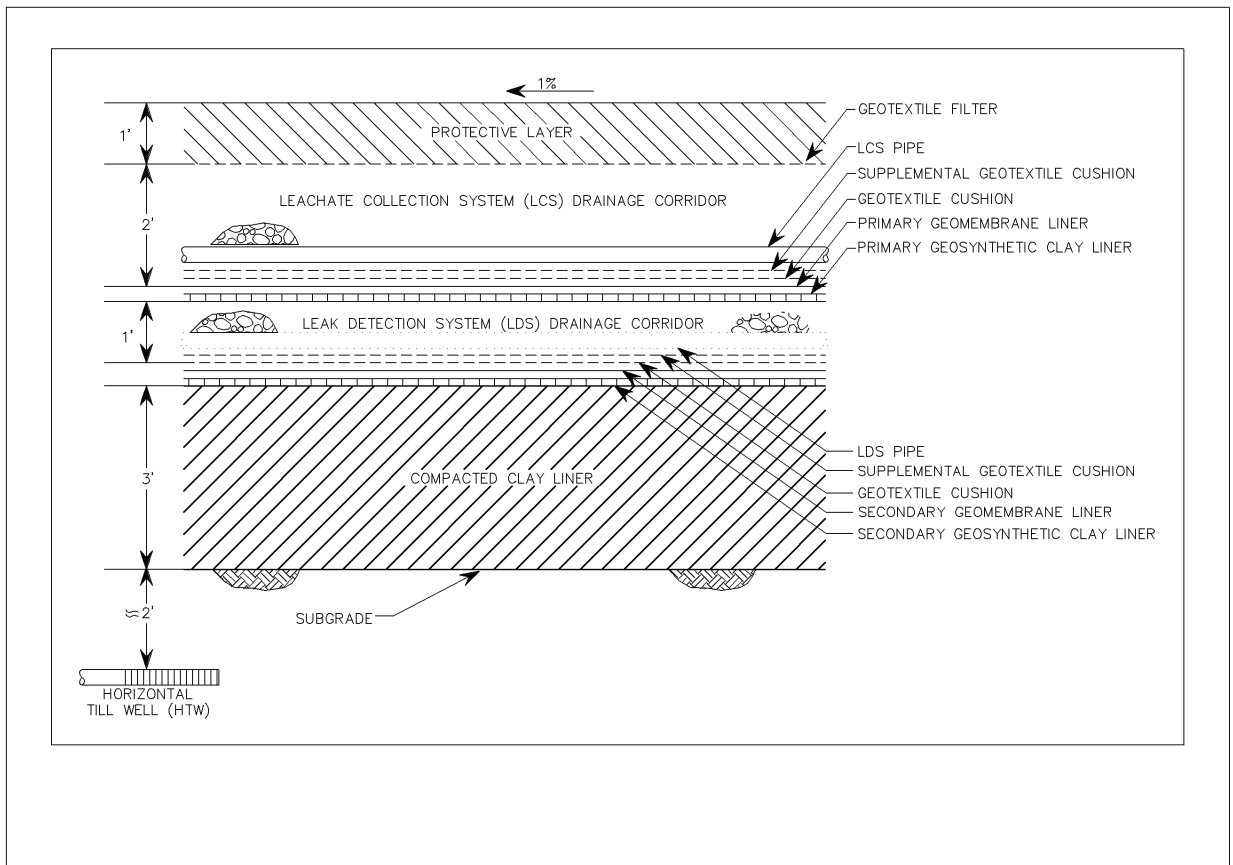 1%
GEOTEXTILE FILTER
1'
PROTECTIVE LAYER
LCS PIPE
SUPPLEMENTAL GEOTEXTILE CUSHION
LEACHATE COLLECTION SYSTEM (LCS) DRAINAGE CORRIDOR
GEOTEXTILE CUSHION
2'
PRIMARY GEOMEMBRANE LINER
PRIMARY GEOSYNTHETIC CLAY LINER
LEAK DETECTION SYSTEM (LDS) DRAINAGE CORRIDOR
1'
LDS PIPE
SUPPLEMENTAL GEOTEXTILE CUSHION
3'
COMPACTED CLAY LINER
GEOTEXTILE CUSHION
SECONDARY GEOMEMBRANE LINER
SECONDARY GEOSYNTHETIC CLAY LINER
≈2'
SUBGRADE
HORIZONTAL
TILL WELL (HTW)